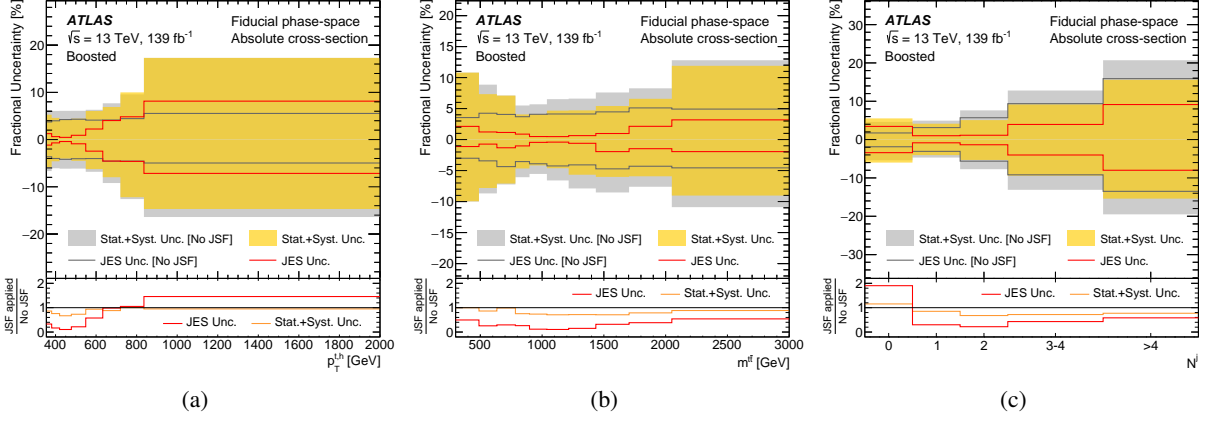 Fractional Uncertainty [%]
ATLAS
√s = 13 TeV, 139 fb⁻¹
Boosted
Fiducial phase-space
Absolute cross-section
20
10
0
−10
−20
Stat.+Syst. Unc. [No JSF]
Stat.+Syst. Unc.
JES Unc. [No JSF]
JES Unc.
JSF applied
No JSF
2
1
0
JES Unc.
Stat.+Syst. Unc.
400 600 800 1000 1200 1400 1600 1800 2000
p_T^{t,h} [GeV]
(a)
Fractional Uncertainty [%]
ATLAS
√s = 13 TeV, 139 fb⁻¹
Boosted
Fiducial phase-space
Absolute cross-section
20
15
10
5
0
−5
−10
−15
−20
Stat.+Syst. Unc. [No JSF]
Stat.+Syst. Unc.
JES Unc. [No JSF]
JES Unc.
JSF applied
No JSF
2
1
0
JES Unc.
Stat.+Syst. Unc.
500 1000 1500 2000 2500 3000
m^{tt̄} [GeV]
(b)
Fractional Uncertainty [%]
ATLAS
√s = 13 TeV, 139 fb⁻¹
Boosted
Fiducial phase-space
Absolute cross-section
30
20
10
0
−10
−20
−30
Stat.+Syst. Unc. [No JSF]
Stat.+Syst. Unc.
JES Unc. [No JSF]
JES Unc.
JSF applied
No JSF
2
1
0
JES Unc.
Stat.+Syst. Unc.
0 1 2 3-4 >4
N^j
(c)